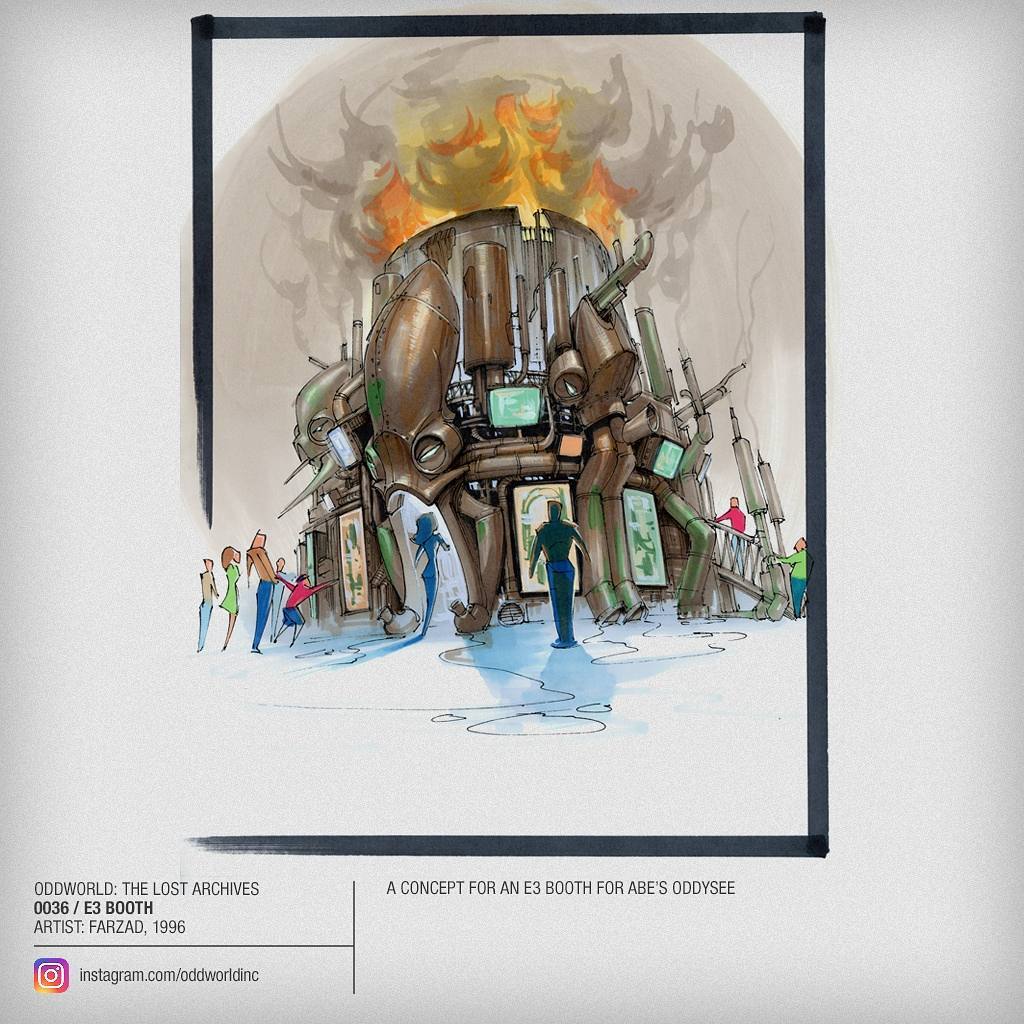 ODDWORLD: THE LOST ARCHIVES
0036 / E3 BOOTH
ARTIST: FARZAD, 1996
instagram.com/oddworldinc
A CONCEPT FOR AN E3 BOOTH FOR ABE'S ODDYSEE